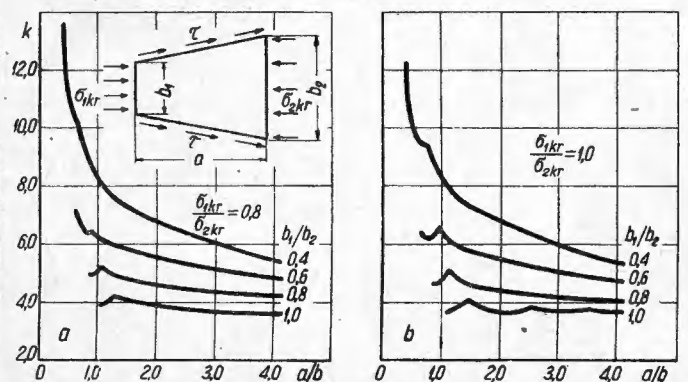 k
12,0
10,0
8,0
6,0
4,0
2,0
τ
σ1kr
b1
b2
σ2kr
τ
a
σ1kr/σ2kr = 0,8
b1/b2
0,4
0,6
0,8
1,0
a
0 1,0 2,0 3,0 4,0 a/b
k
σ1kr/σ2kr = 1,0
b1/b2
0,4
0,6
0,8
1,0
b
0 1,0 2,0 3,0 4,0 a/b